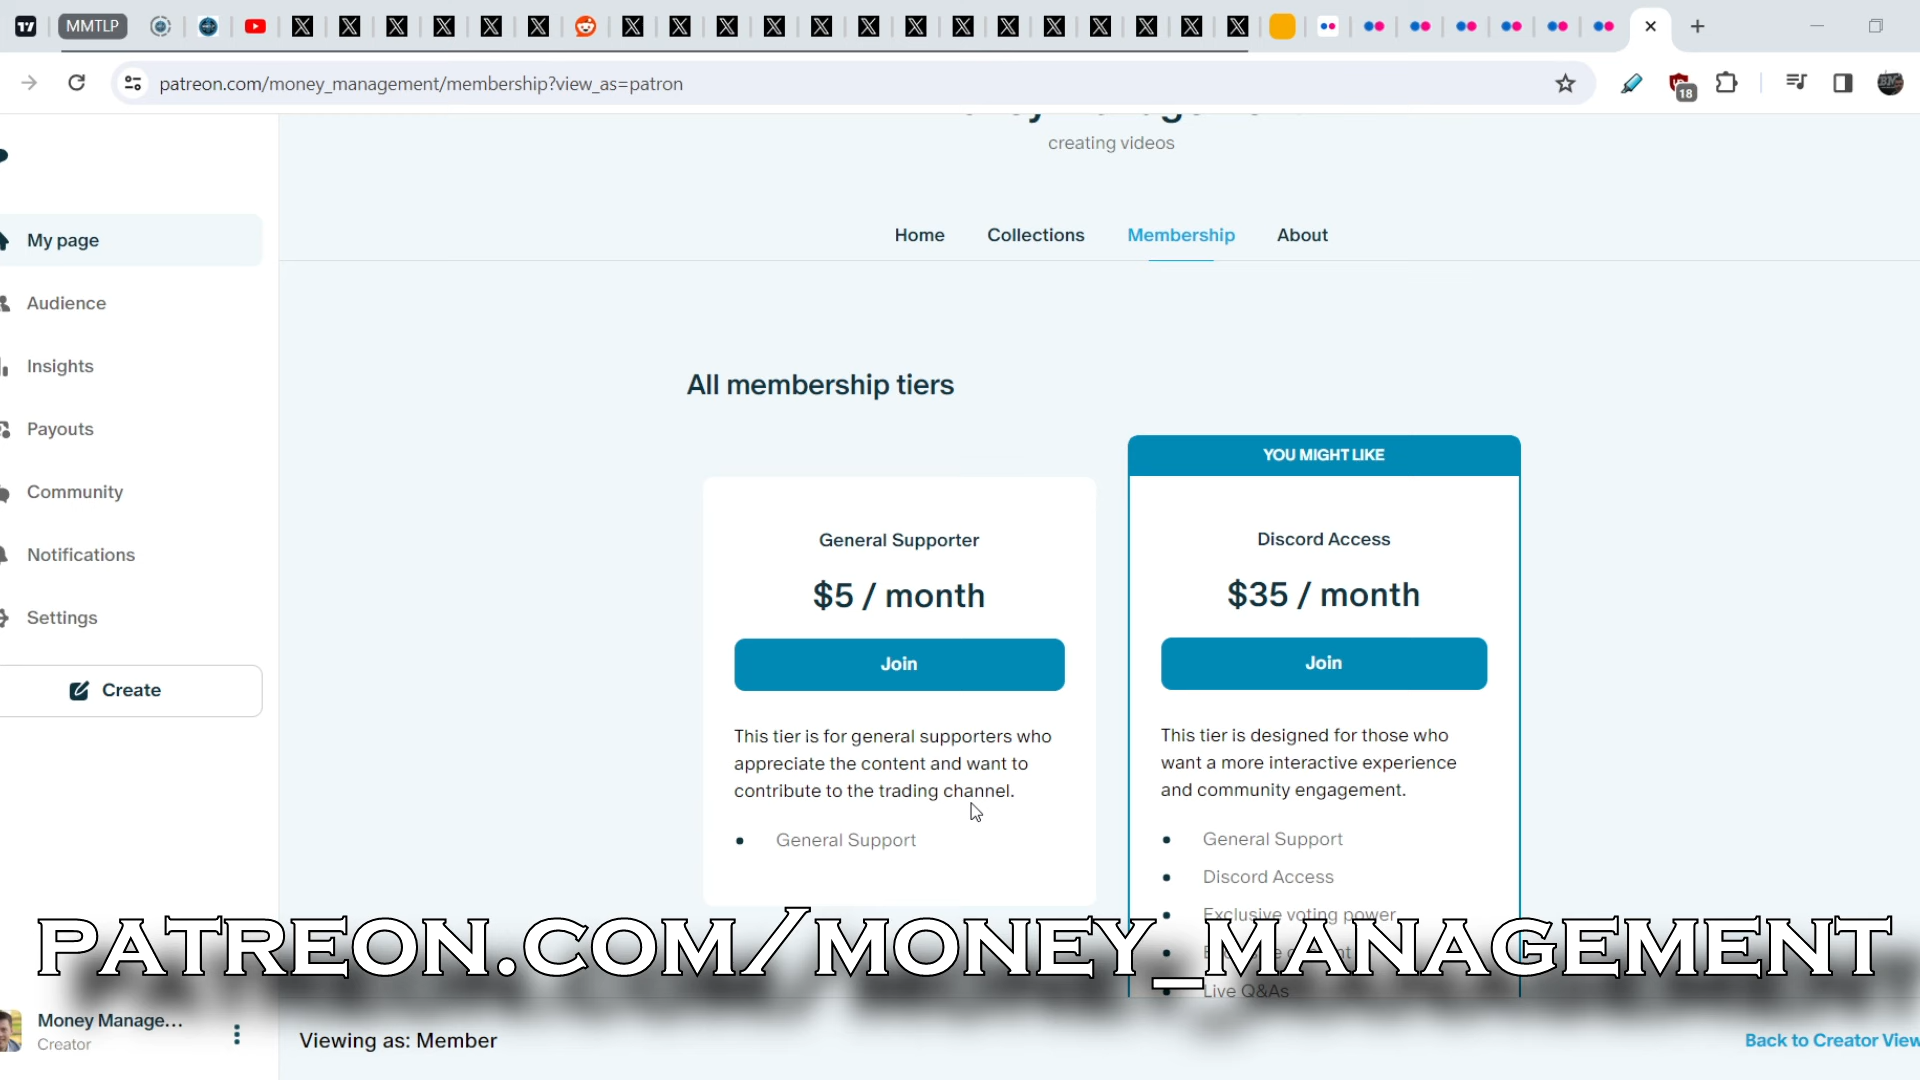 MMTLP
patreon.com/money_management/membership?view_as=patron
18
creating videos
My page
Audience
Insights
Payouts
Community
Notifications
Settings
Create
Home Collections Membership About
All membership tiers
General Supporter
$5 / month
Join
This tier is for general supporters who
appreciate the content and want to
contribute to the trading channel.
General Support
YOU MIGHT LIKE
Discord Access
$35 / month
Join
This tier is designed for those who
want a more interactive experience
and community engagement.
General Support
Discord Access
Exclusive voting power
Live Q&As
PATREON.COM/MONEY_MANAGEMENT
Money Manage...
Creator
Viewing as: Member
Back to Creator View